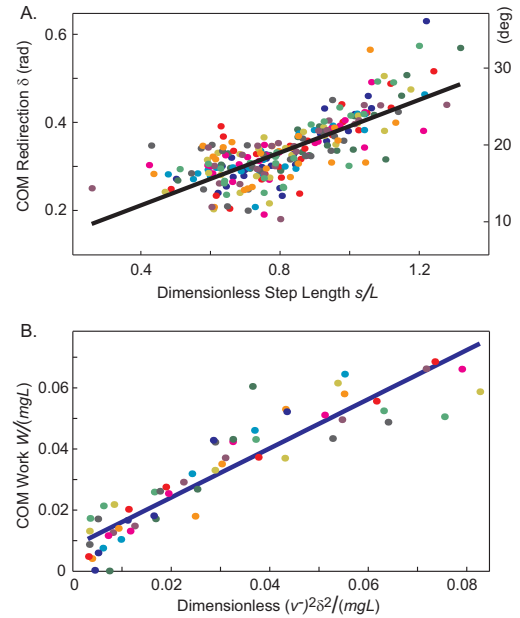 A.
(deg)
COM Redirection δ (rad)
0.6
0.4
0.2
30
20
10
0.4
0.8
1.2
Dimensionless Step Length s/L
B.
COM Work W/(mgL)
0.06
0.04
0.02
0
0
0.02
0.04
0.06
0.08
Dimensionless (v⁻)²δ²/(mgL)